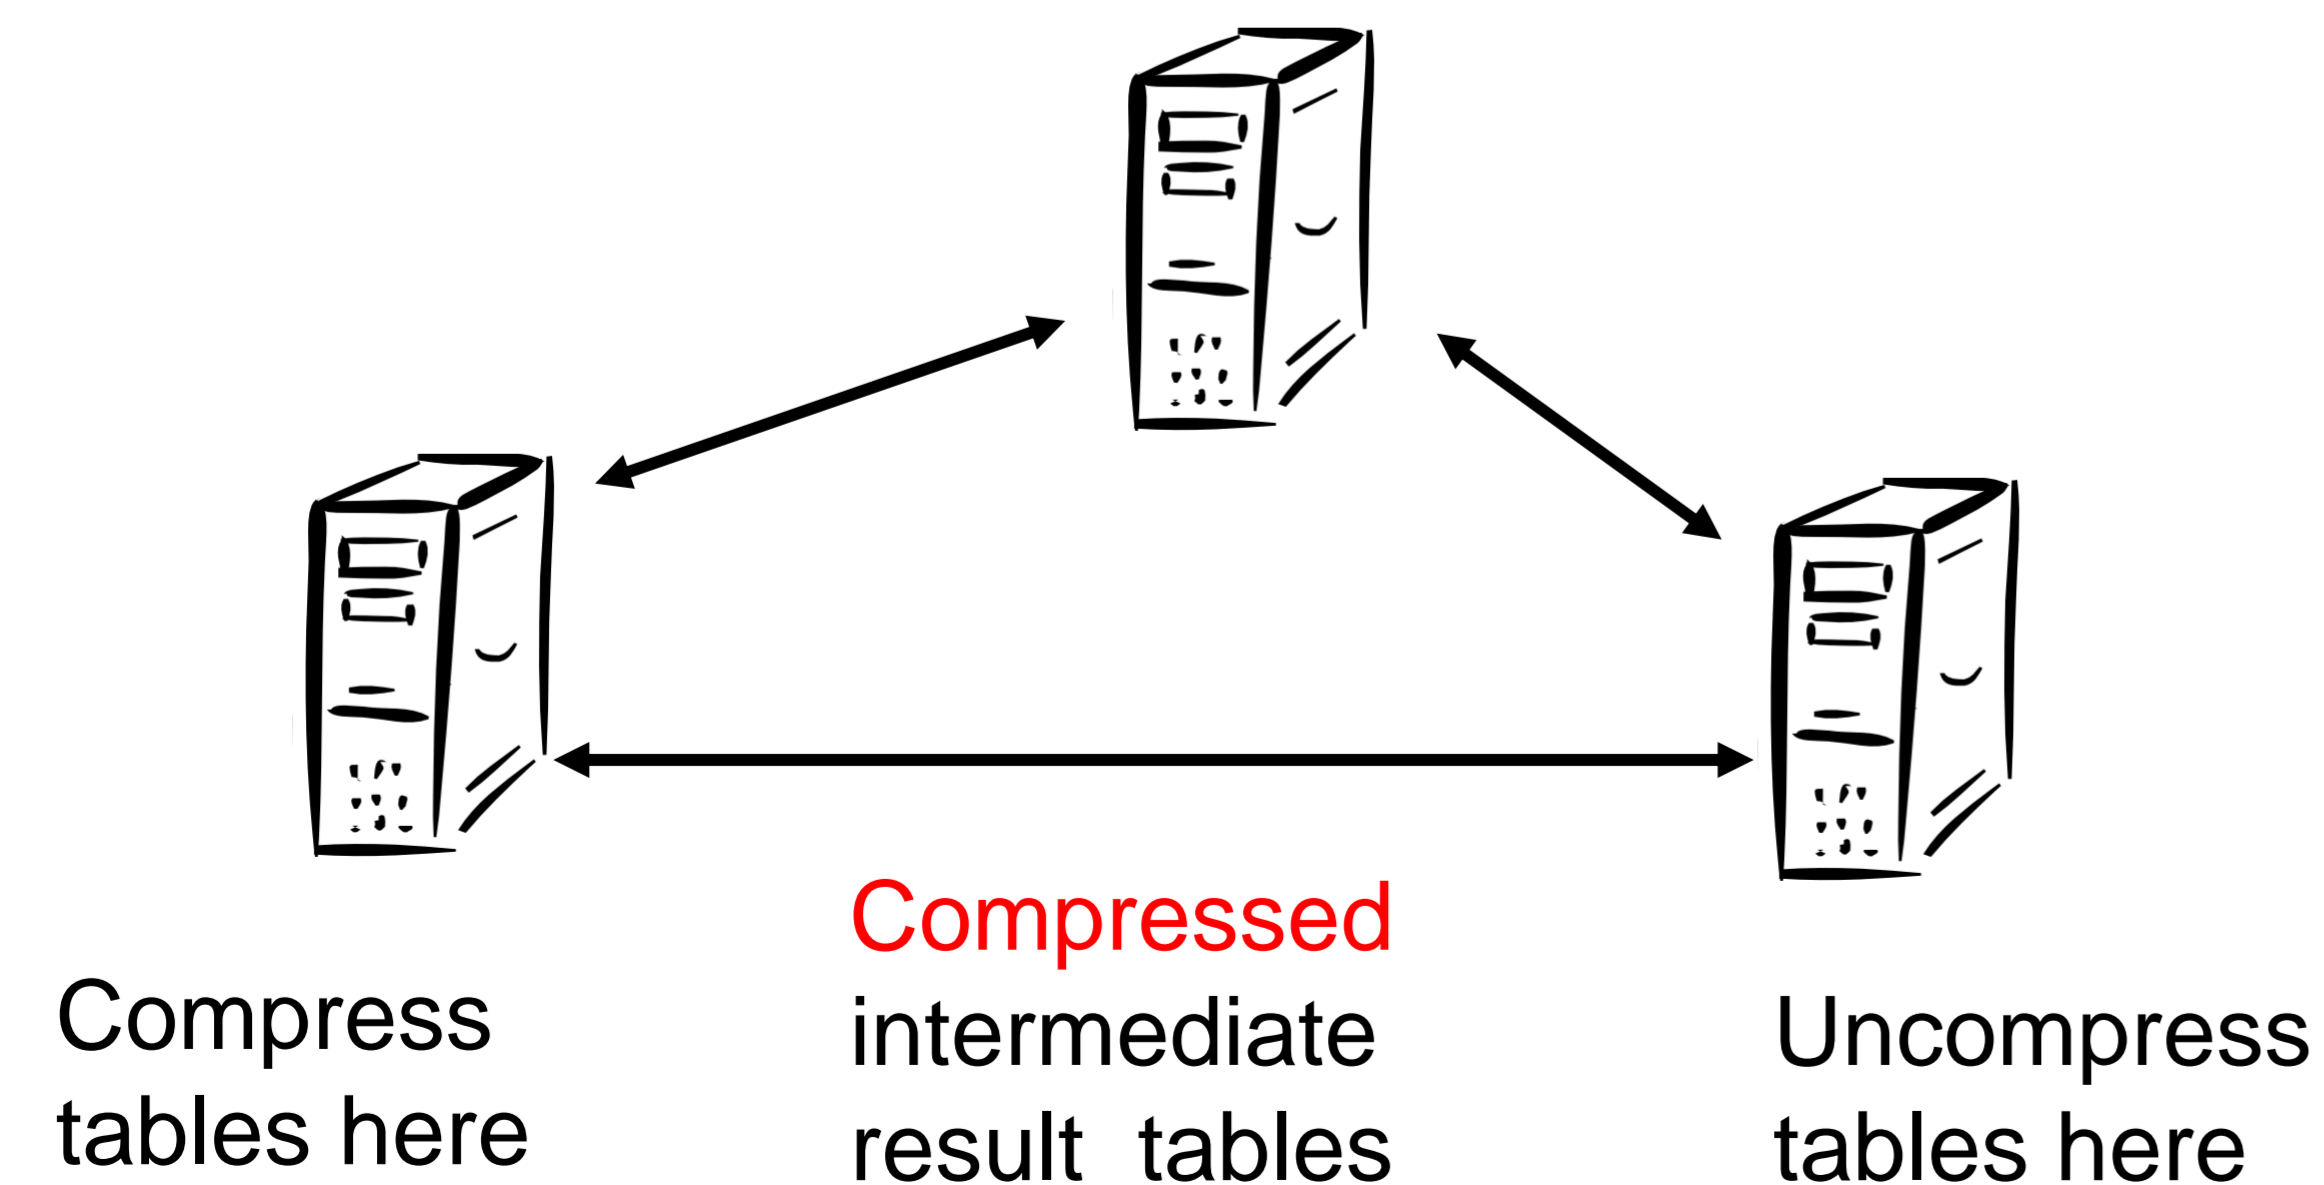 Compress
tables here
Compressed
intermediate
result tables
Uncompress
tables here